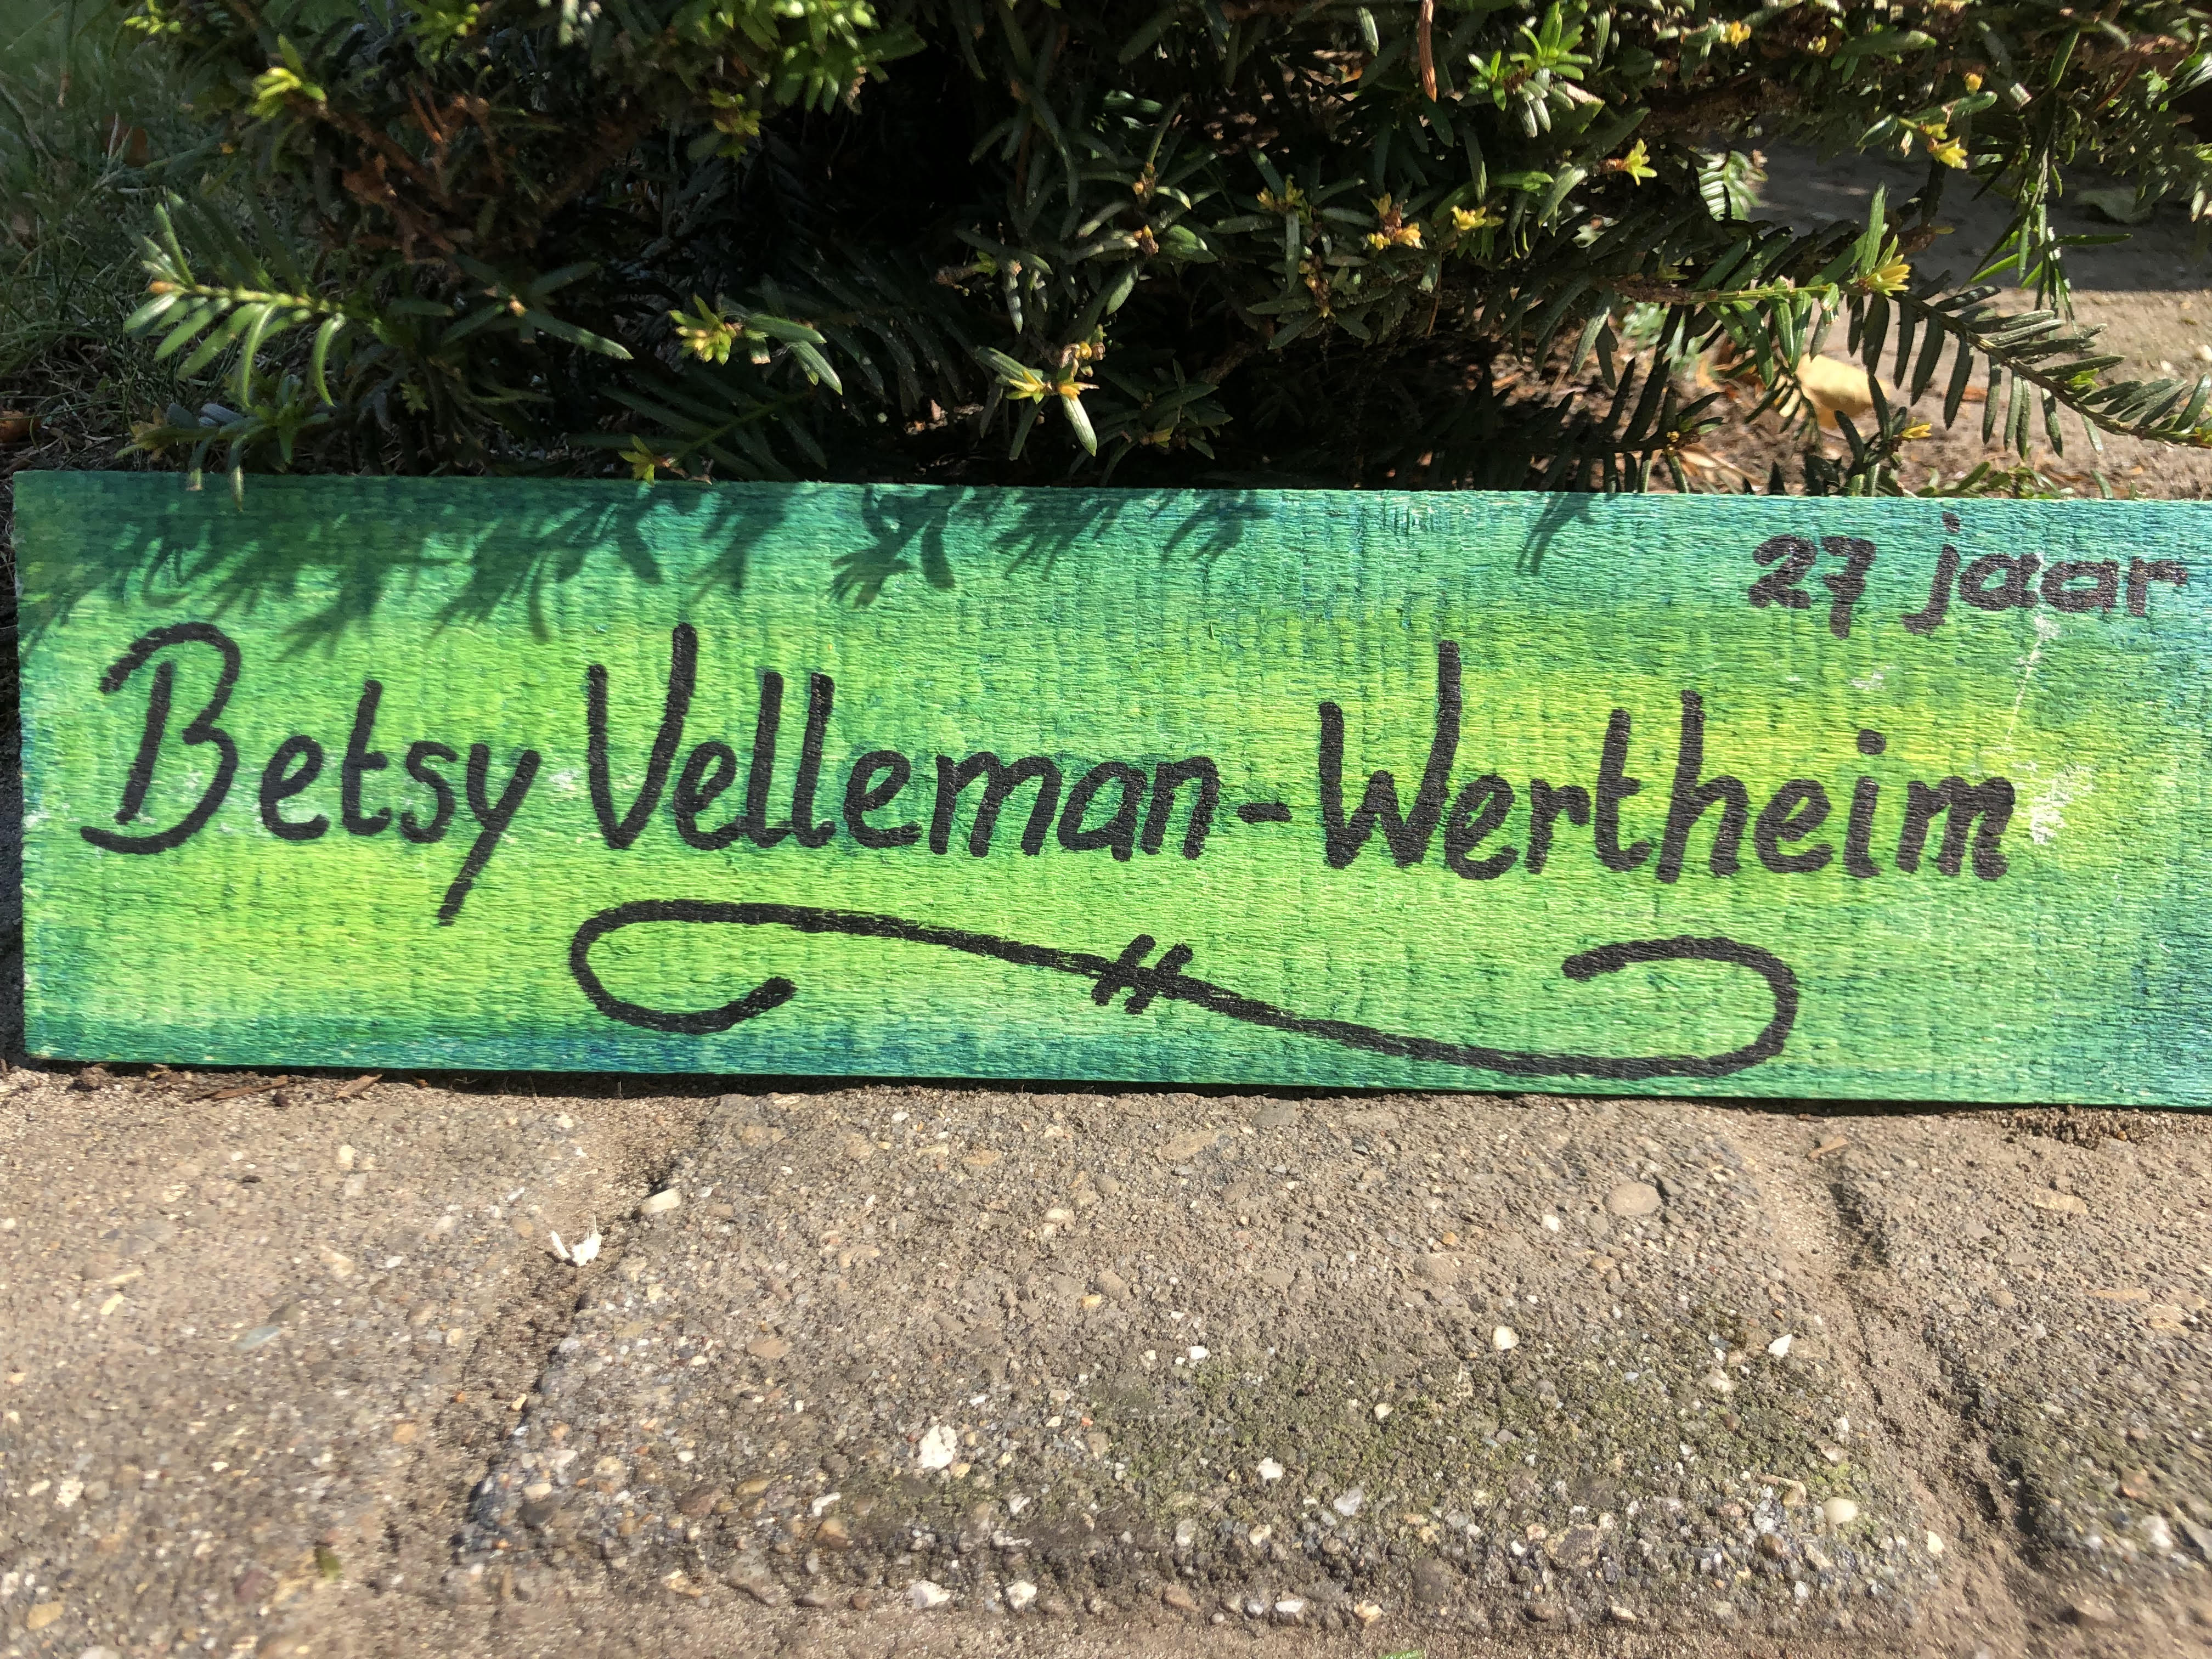 27 jaar
Betsy Velleman-Wertheim